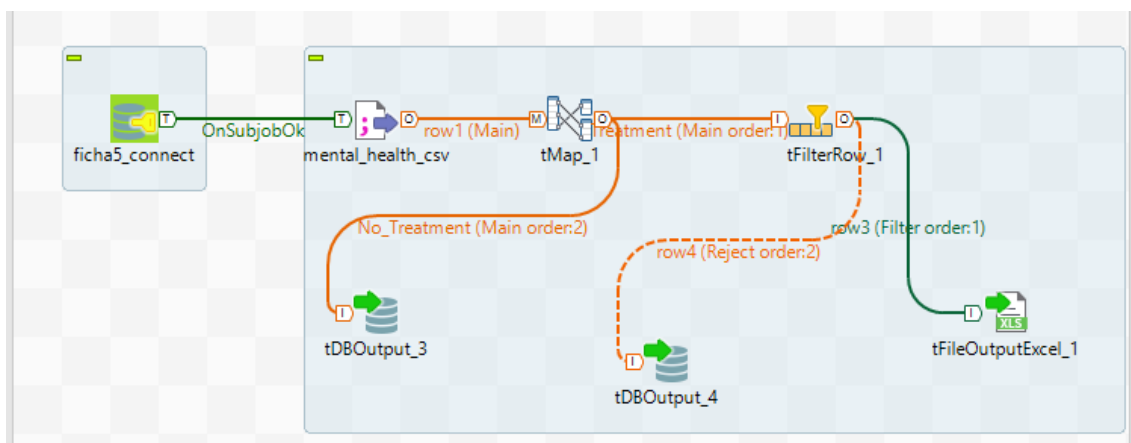 T
OnSubjobOk
T
;
O
row1 (Main)
M
O
Treatment (Main order:1)
I
O
ficha5_connect
mental_health_csv
tMap_1
tFilterRow_1
No_Treatment (Main order:2)
row3 (Filter order:1)
row4 (Reject order:2)
I
I
XLS
tDBOutput_3
tFileOutputExcel_1
I
tDBOutput_4